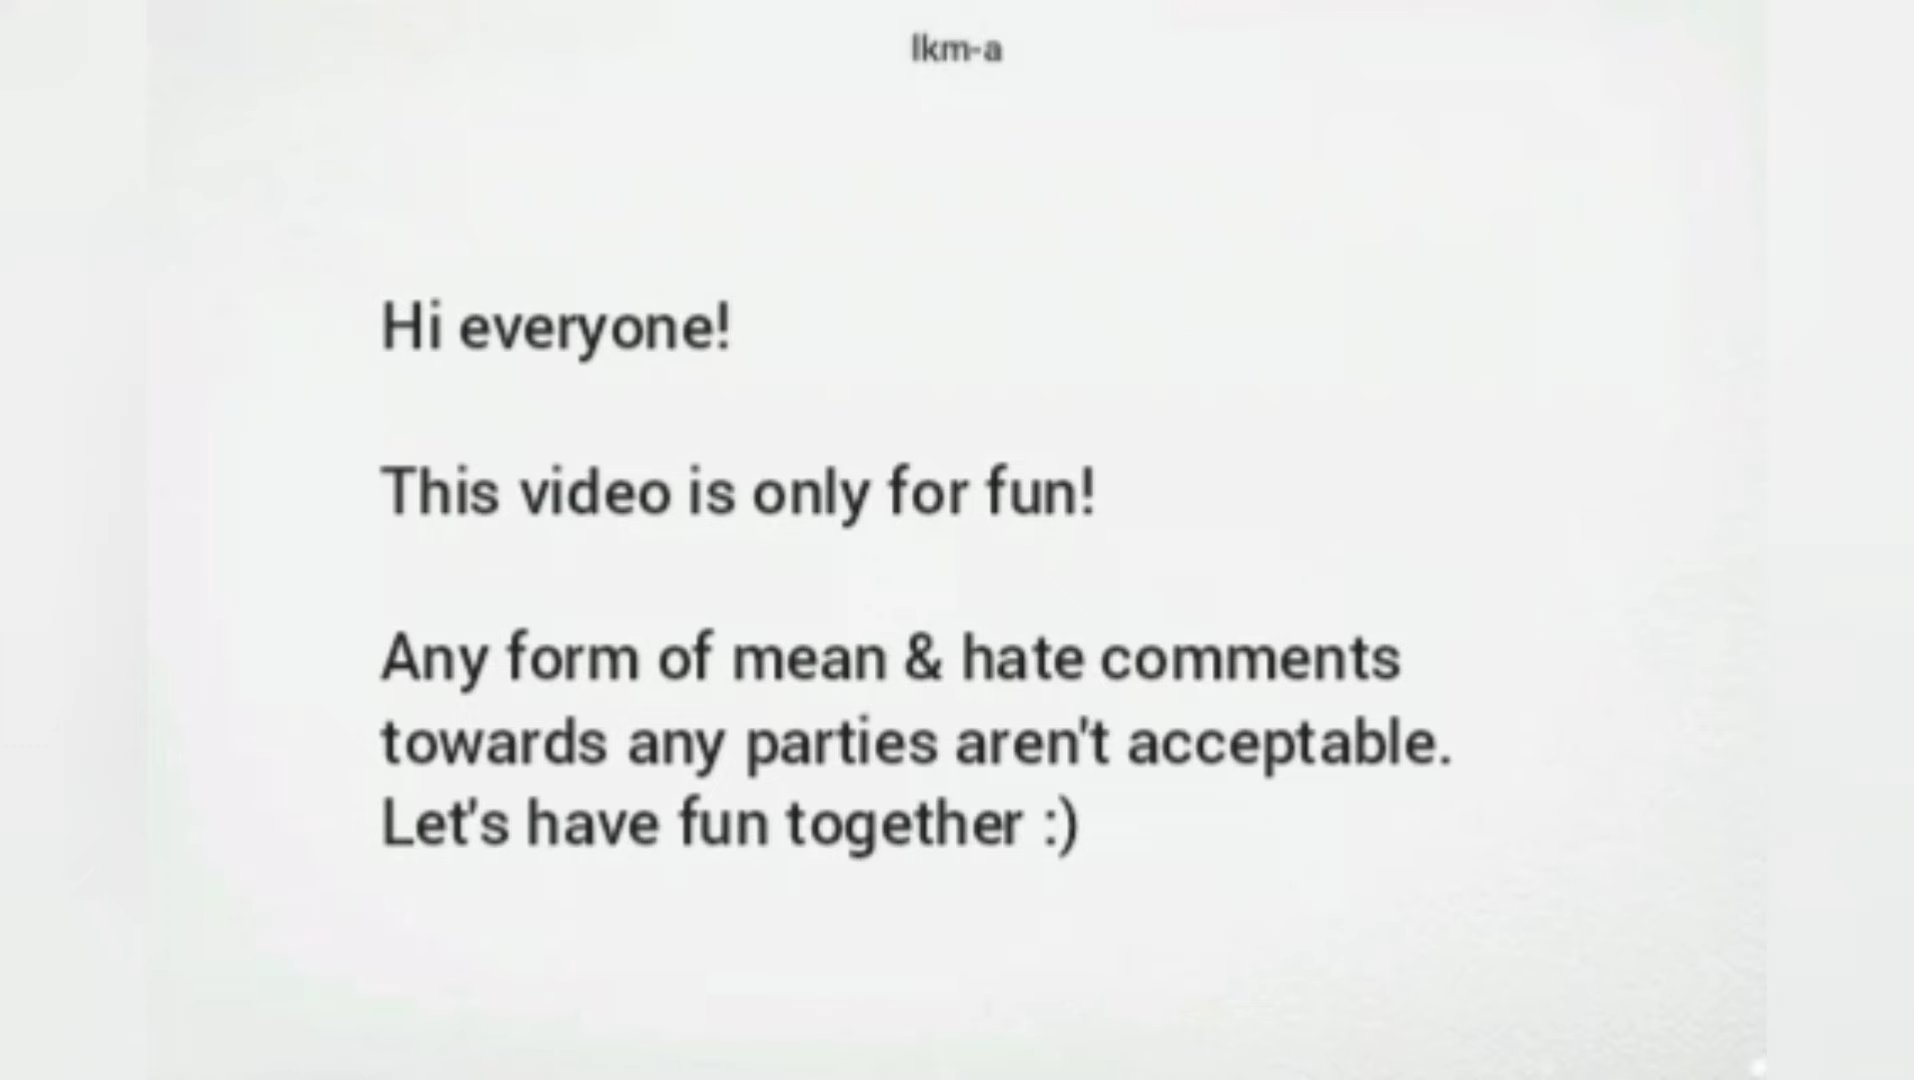 lkm-a
Hi everyone!
This video is only for fun!
Any form of mean & hate comments
towards any parties aren't acceptable.
Let's have fun together :)